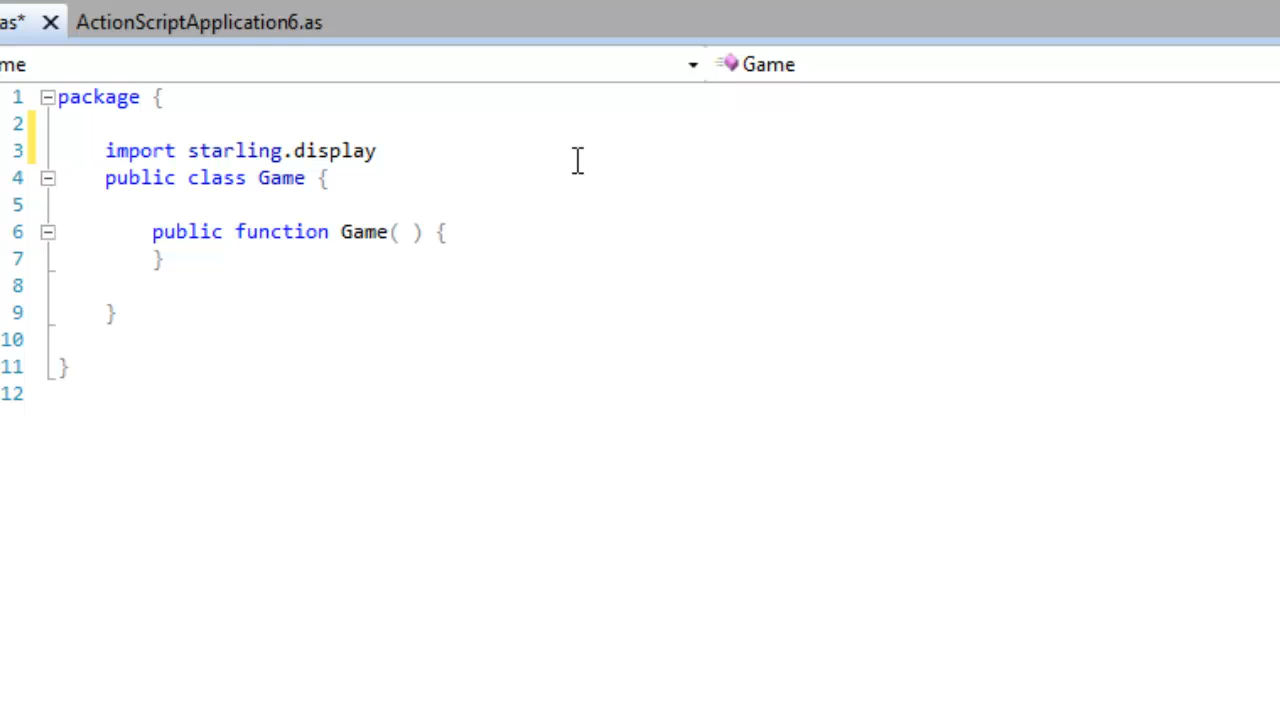 as* ActionScriptApplication6.as
me Game
1 package {
2
3 import starling.display
4 public class Game {
5
6 public function Game( ) {
7 }
8
9 }
10
11 }
12